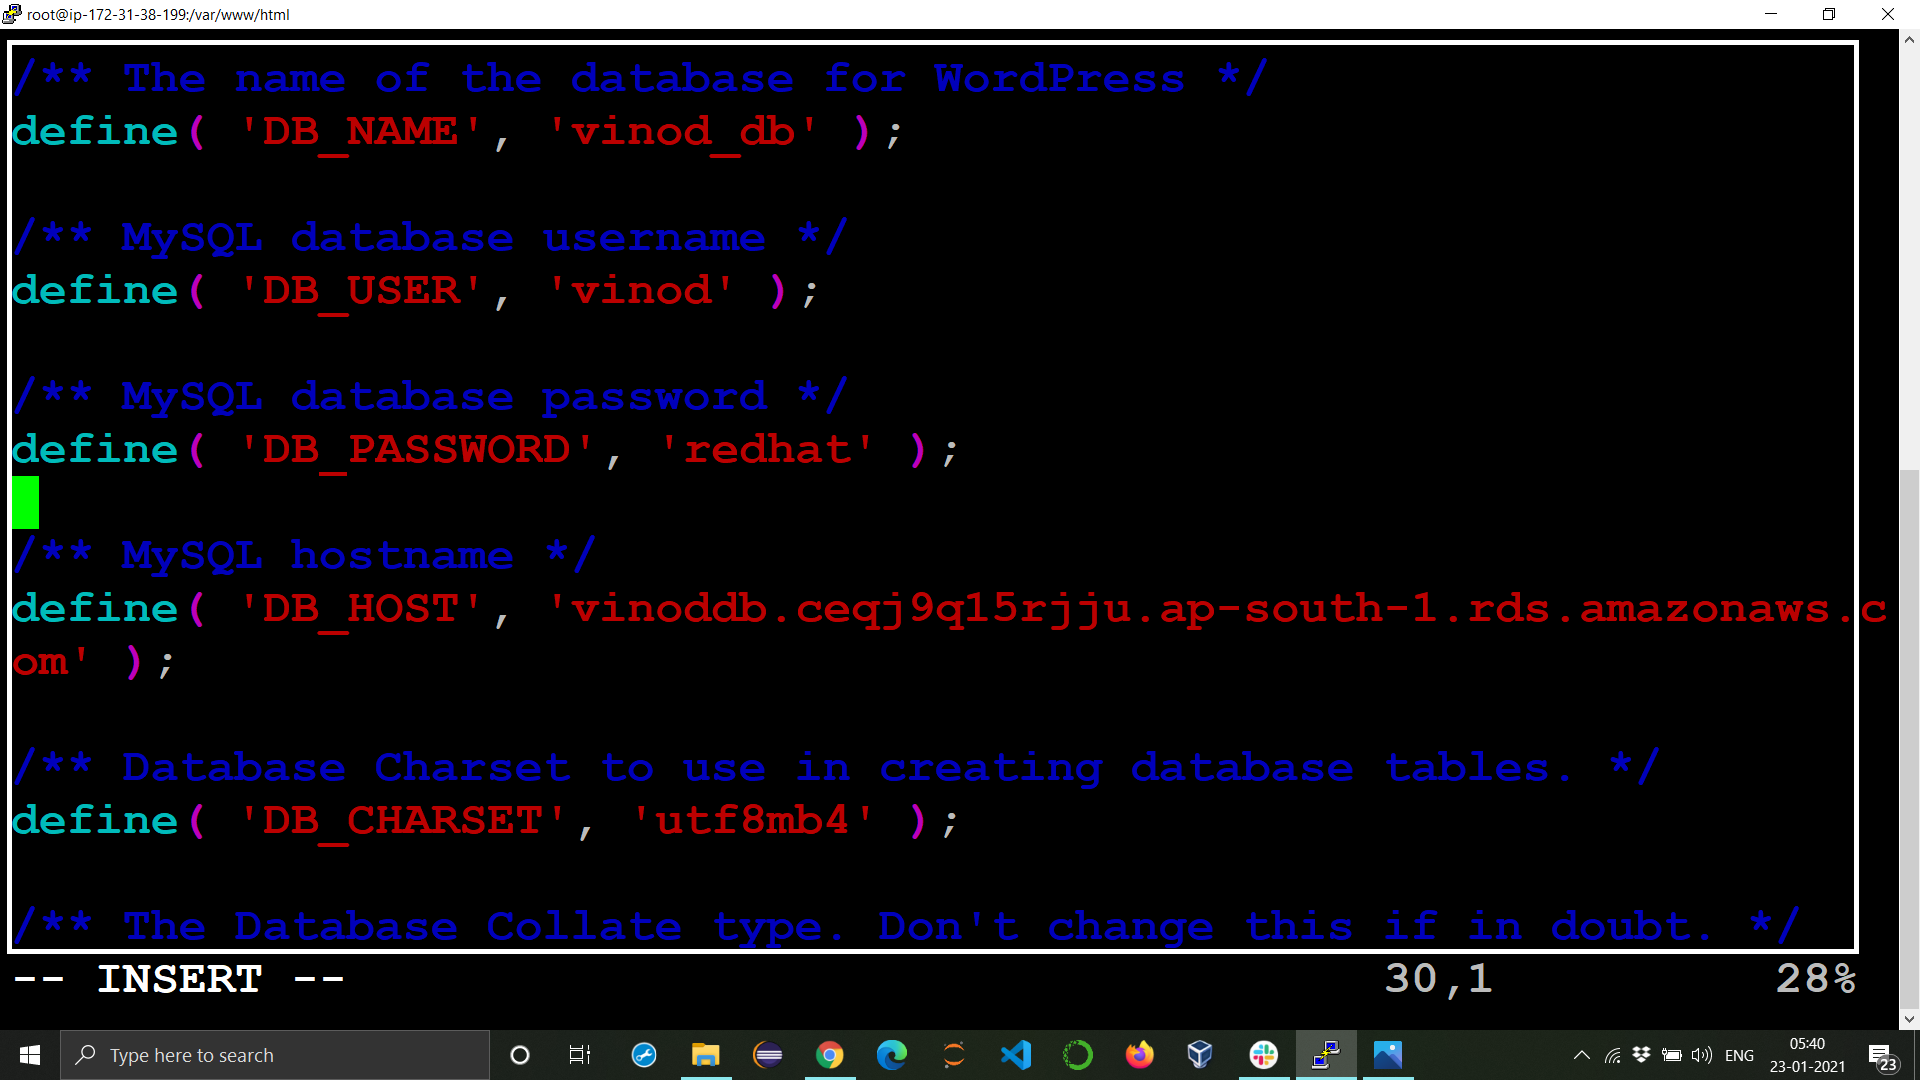 root@ip-172-31-38-199:/var/www/html
/** The name of the database for WordPress */
define( 'DB_NAME', 'vinod_db' );
/** MySQL database username */
define( 'DB_USER', 'vinod' );
/** MySQL database password */
define( 'DB_PASSWORD', 'redhat' );
/** MySQL hostname */
define( 'DB_HOST', 'vinoddb.ceqj9q15rjju.ap-south-1.rds.amazonaws.c
om' );
/** Database Charset to use in creating database tables. */
define( 'DB_CHARSET', 'utf8mb4' );
/** The Database Collate type. Don't change this if in doubt. */
-- INSERT -- 30,1 28%
Type here to search
ENG
05:40
23-01-2021
23